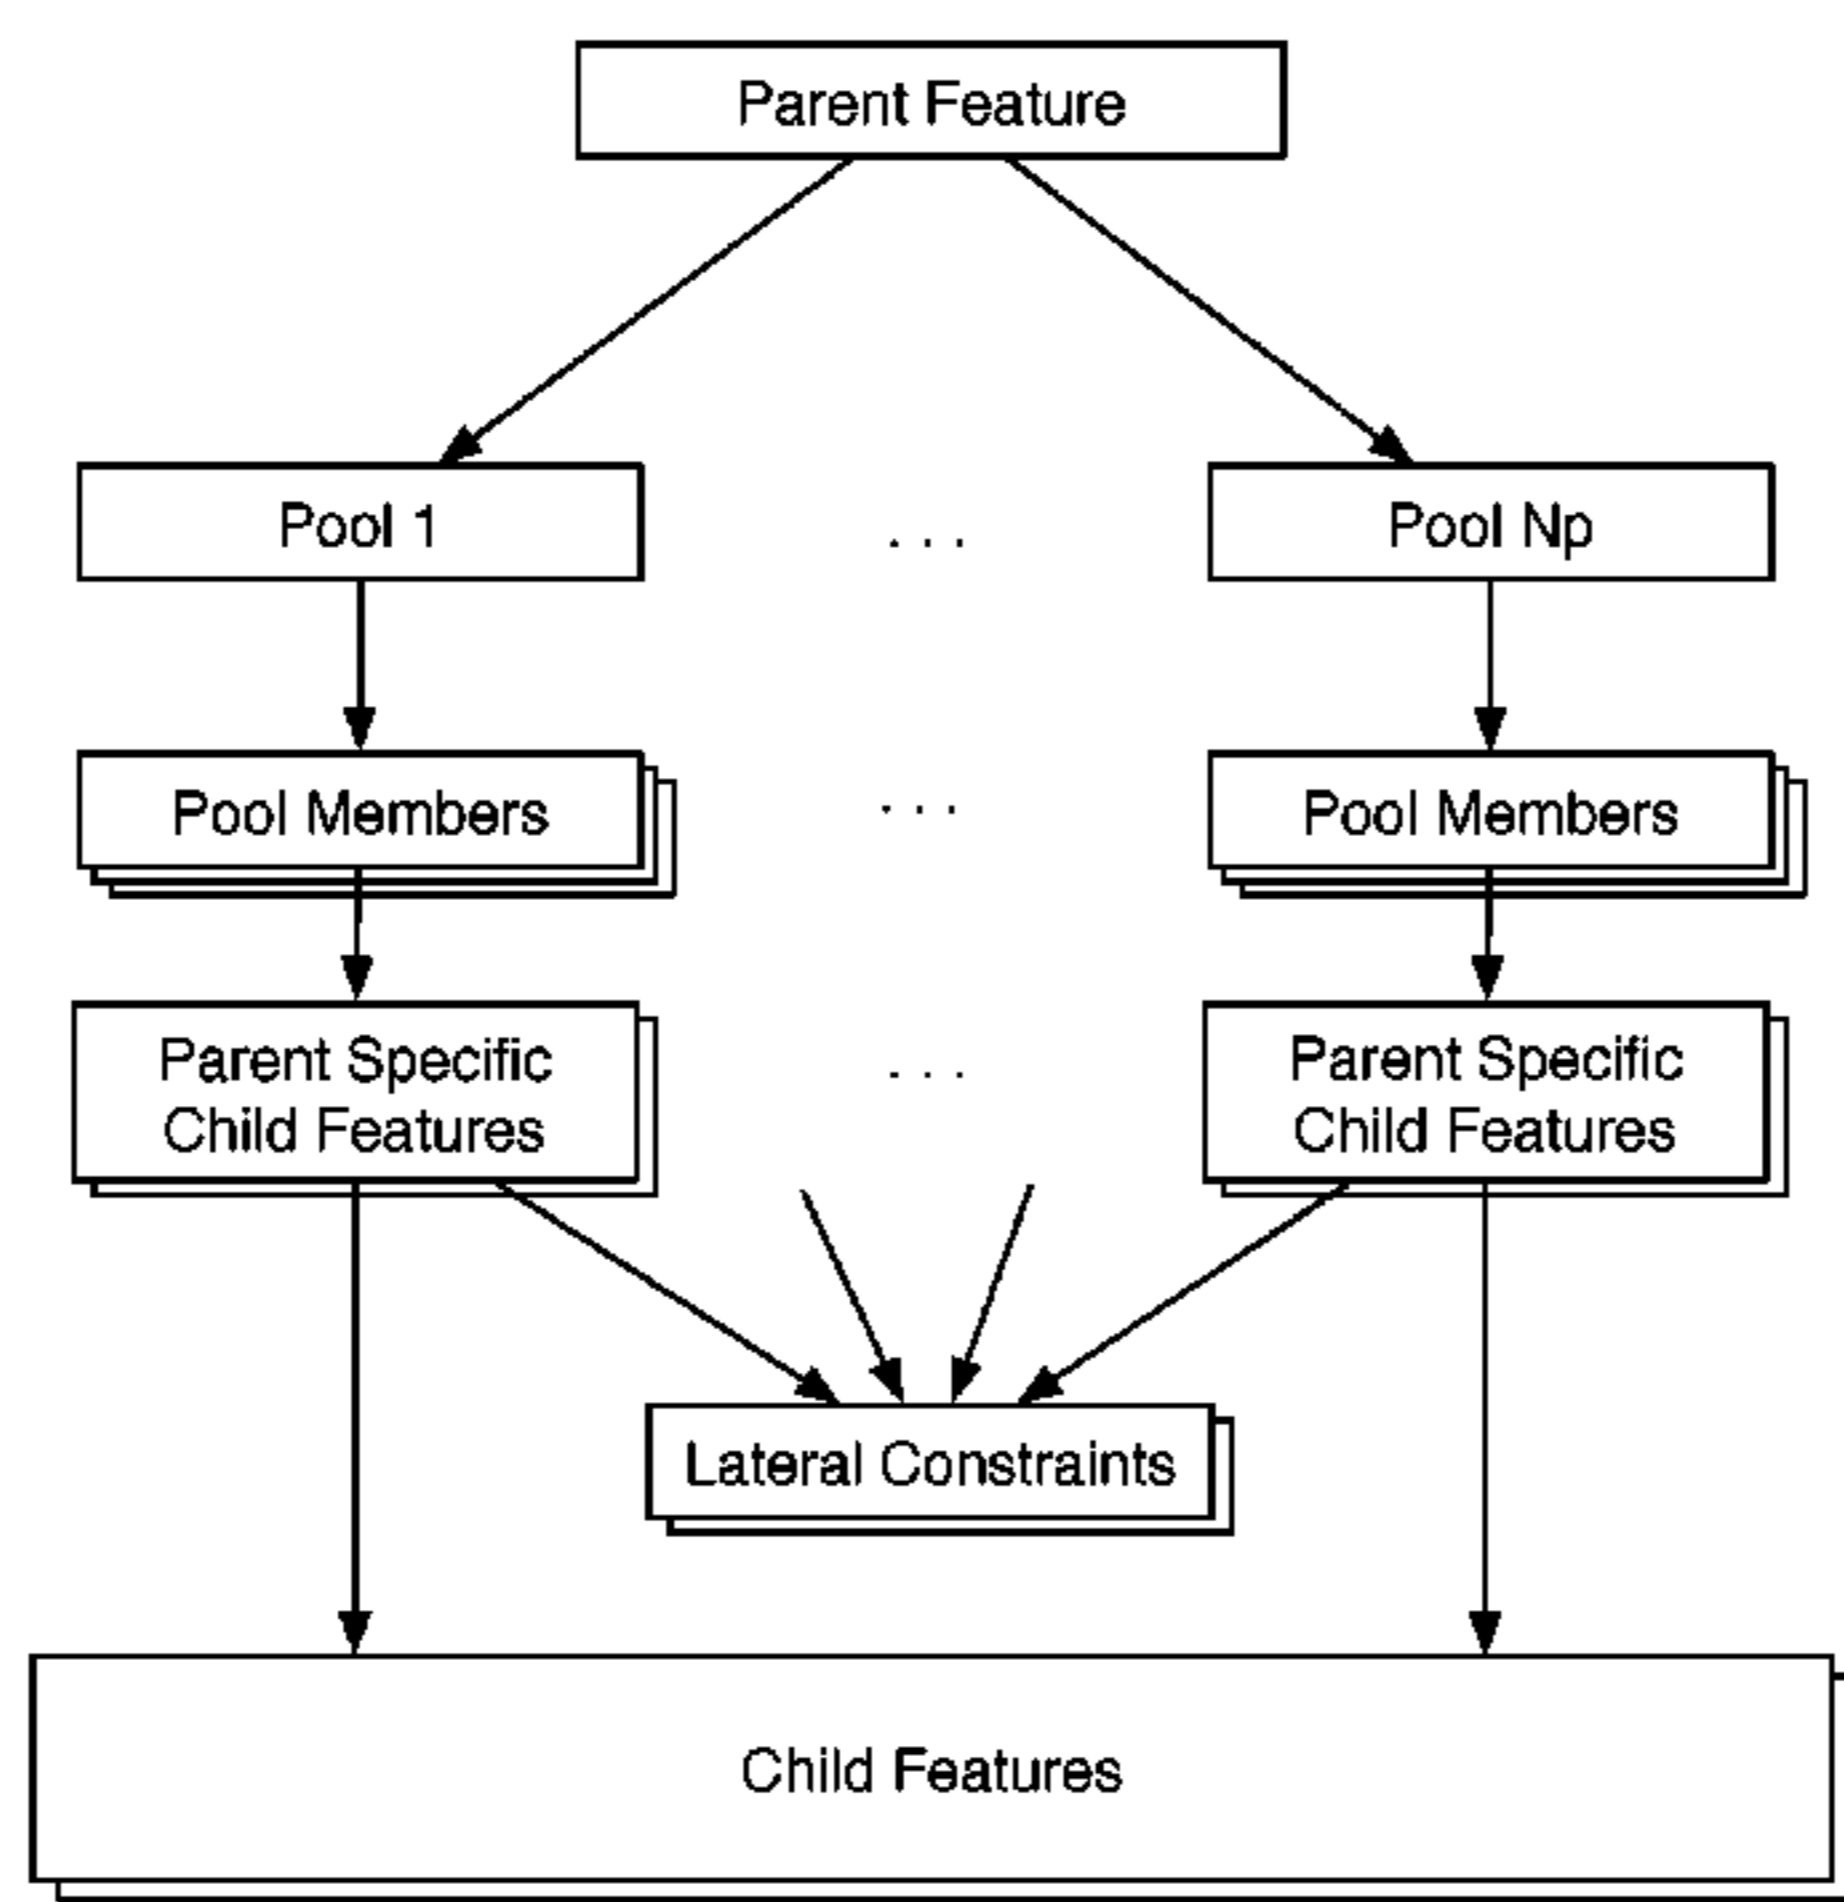 Parent Feature
Pool 1
. . .
Pool Np
Pool Members
. . .
Pool Members
Parent Specific
Child Features
. . .
Parent Specific
Child Features
Lateral Constraints
Child Features